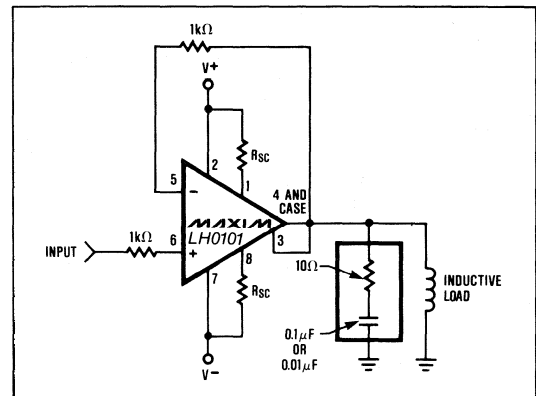 1kΩ
V+
RSC
2
5
1
4 AND
CASE
−
MAXIM
LH0101
3
INPUT
1kΩ
6
+
8
7
RSC
V−
10Ω
INDUCTIVE
LOAD
0.1µF
OR
0.01µF